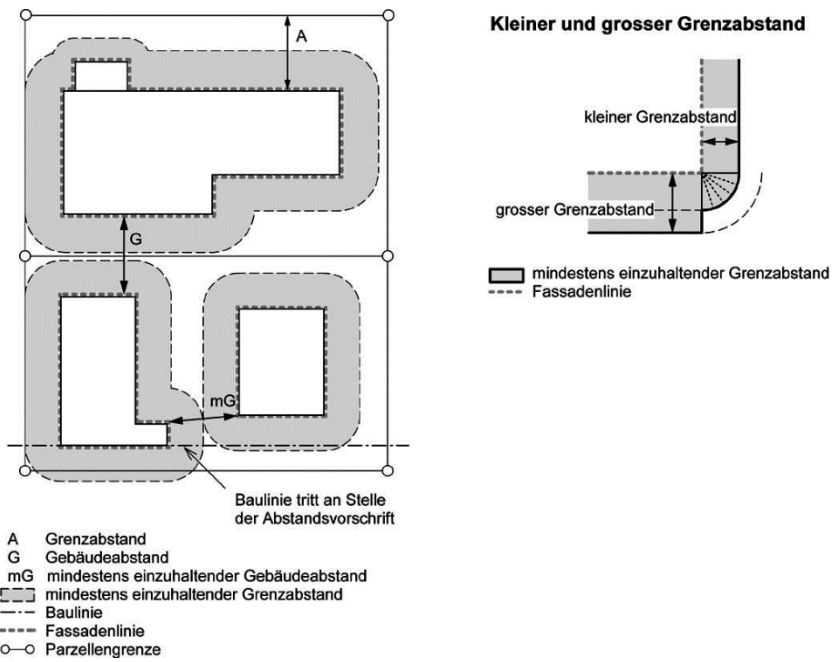 A
G
mG
Baulinie tritt an Stelle
der Abstandsvorschrift
A Grenzabstand
G Gebäudeabstand
mG mindestens einzuhaltender Gebäudeabstand
mindestens einzuhaltender Grenzabstand
Baulinie
Fassadenlinie
Parzellengrenze
Kleiner und grosser Grenzabstand
kleiner Grenzabstand
grosser Grenzabstand
mindestens einzuhaltender Grenzabstand
Fassadenlinie